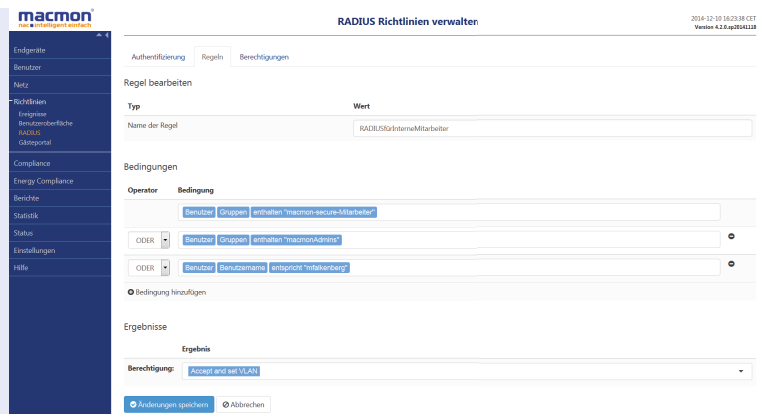 macmon
nac intelligent einfach
RADIUS Richtlinien verwalten
2014-12-10 16:23:38 CET
Version 4.2.0.sp20141118
Endgeräte
Benutzer
Netz
Richtlinien
Ereignisse
Benutzeroberfläche
RADIUS
Gästeportal
Compliance
Energy Compliance
Berichte
Statistik
Status
Einstellungen
Hilfe
Authentifizierung Regeln Berechtigungen
Regel bearbeiten
Typ Wert
Name der Regel RADIUSfürInterneMitarbeiter
Bedingungen
Operator Bedingung
Benutzer Gruppen enthalten "macmon-secure-Mitarbeiter"
ODER Benutzer Gruppen enthalten "macmonAdmins"
ODER Benutzer Benutzername entspricht "mfalkenberg"
Bedingung hinzufügen
Ergebnisse
Ergebnis
Berechtigung: Accept and set VLAN
Änderungen speichern Abbrechen